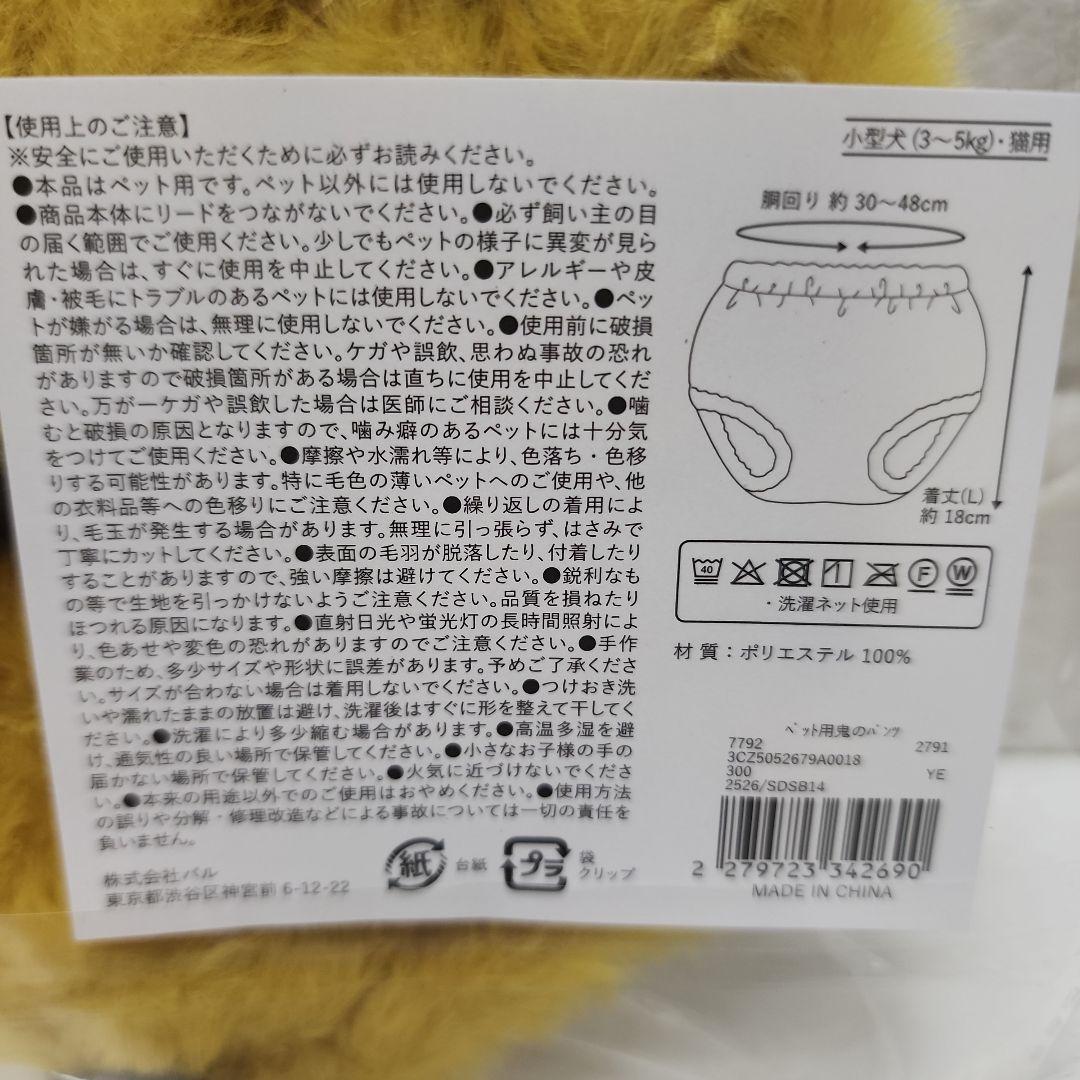 【使用上のご注意】
※安全にご使用いただくために必ずお読みください。
●本品はペット用です。ペット以外には使用しないでください。
●商品本体にリードをつながないでください。●必ず飼い主の目
の届く範囲でご使用ください。少しでもペットの様子に異変が見ら
れた場合は、すぐに使用を中止してください。●アレルギーや皮
膚・被毛にトラブルのあるペットには使用しないでください。●ペッ
トが嫌がる場合は、無理に使用しないでください。●使用前に破損
箇所が無いか確認してください。ケガや誤飲、思わぬ事故の恐れ
がありますので破損箇所がある場合は直ちに使用を中止してくだ
さい。万が一ケガや誤飲した場合は医師にご相談ください。●噛
むと破損の原因となりますので、噛み癖のあるペットには十分気
をつけてご使用ください。●摩擦や水濡れ等により、色落ち・色移
りする可能性があります。特に毛色の薄いペットへのご使用や、他
の衣料品等への色移りにご注意ください。●繰り返しの着用によ
り、毛玉が発生する場合があります。無理に引っ張らず、はさみで
丁寧にカットしてください。●表面の毛羽が脱落したり、付着したり
することがありますので、強い摩擦は避けてください。●鋭利なも
の等で生地を引っかけないようご注意ください。品質を損ねたり
ほつれる原因になります。●直射日光や蛍光灯の長時間照射によ
り、色あせや変色の恐れがありますのでご注意ください。●手作
業のため、多少サイズや形状に誤差があります。予めご了承くださ
い。サイズが合わない場合は着用しないでください。●つけおき洗
いや濡れたままの放置は避け、洗濯後はすぐに形を整えて干してく
ださい。●洗濯により多少縮む場合があります。●高温多湿を避
け、通気性の良い場所で保管してください。●小さなお子様の手の
届かない場所で保管してください。●火気に近づけないでくださ
い。●本来の用途以外でのご使用はおやめください。●使用方法
の誤りや分解・修理改造などによる事故については一切の責任を
負いません。
株式会社パル
東京都渋谷区神宮前 6-12-22
紙 台紙
プラ 袋
クリップ
小型犬(3～5kg)・猫用
胴回り 約 30～48cm
着丈(L)
約 18cm
40 F W
・洗濯ネット使用
材 質：ポリエステル 100%
ペット用鬼のパンツ
7792 2791
3CZ5052679A0018
300 YE
2526/SDSB14
2 279723 342690
MADE IN CHINA